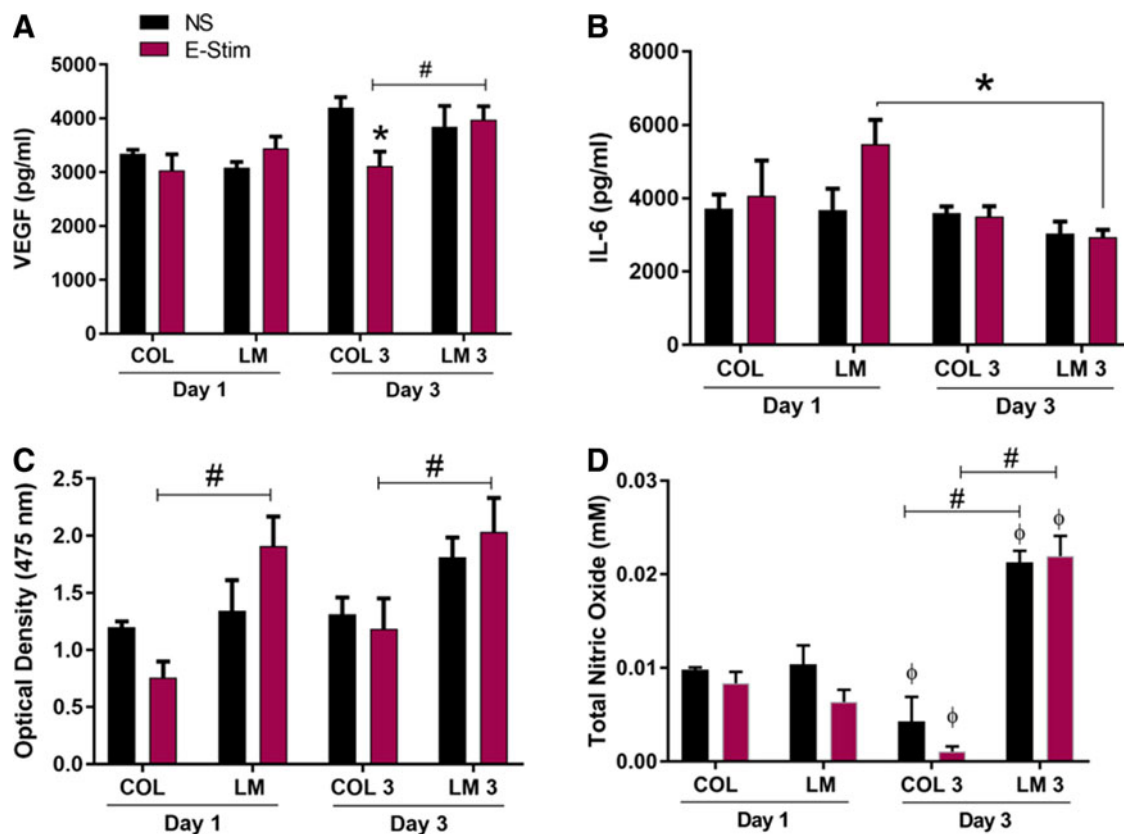 A
NS
E-Stim
VEGF (pg/ml)
5000
4000
3000
2000
1000
0
#
*
COL LM COL 3 LM 3
Day 1 Day 3
B
IL-6 (pg/ml)
8000
6000
4000
2000
0
*
COL LM COL 3 LM 3
Day 1 Day 3
C
Optical Density (475 nm)
2.5
2.0
1.5
1.0
0.5
0.0
# #
COL LM COL 3 LM 3
Day 1 Day 3
D
Total Nitric Oxide (mM)
0.03
0.02
0.01
0.00
#
#
ϕ ϕ ϕ ϕ
COL LM COL 3 LM 3
Day 1 Day 3